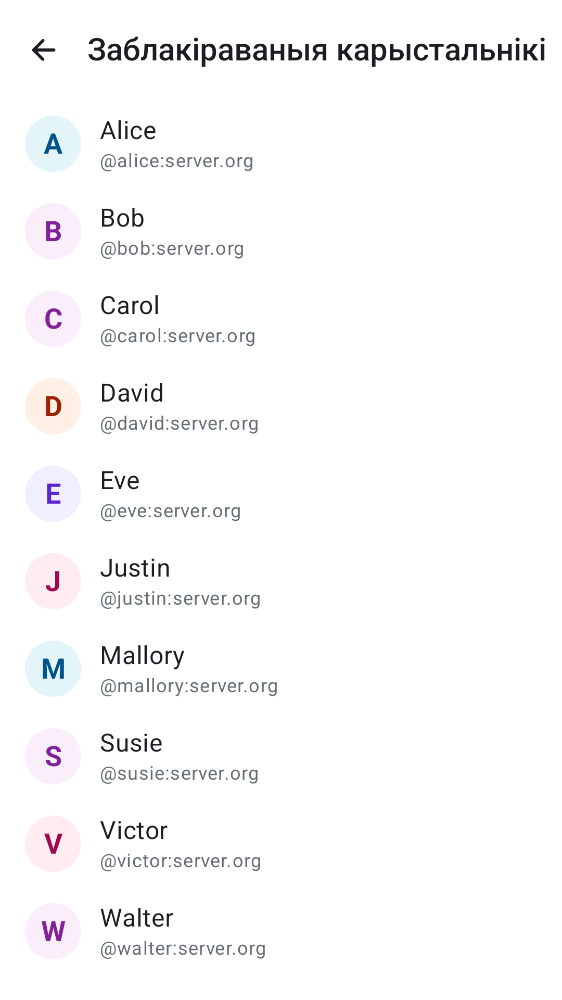 Заблакіраваныя карыстальнікі
A
Alice
@alice:server.org
B
Bob
@bob:server.org
C
Carol
@carol:server.org
D
David
@david:server.org
E
Eve
@eve:server.org
J
Justin
@justin:server.org
M
Mallory
@mallory:server.org
S
Susie
@susie:server.org
V
Victor
@victor:server.org
W
Walter
@walter:server.org